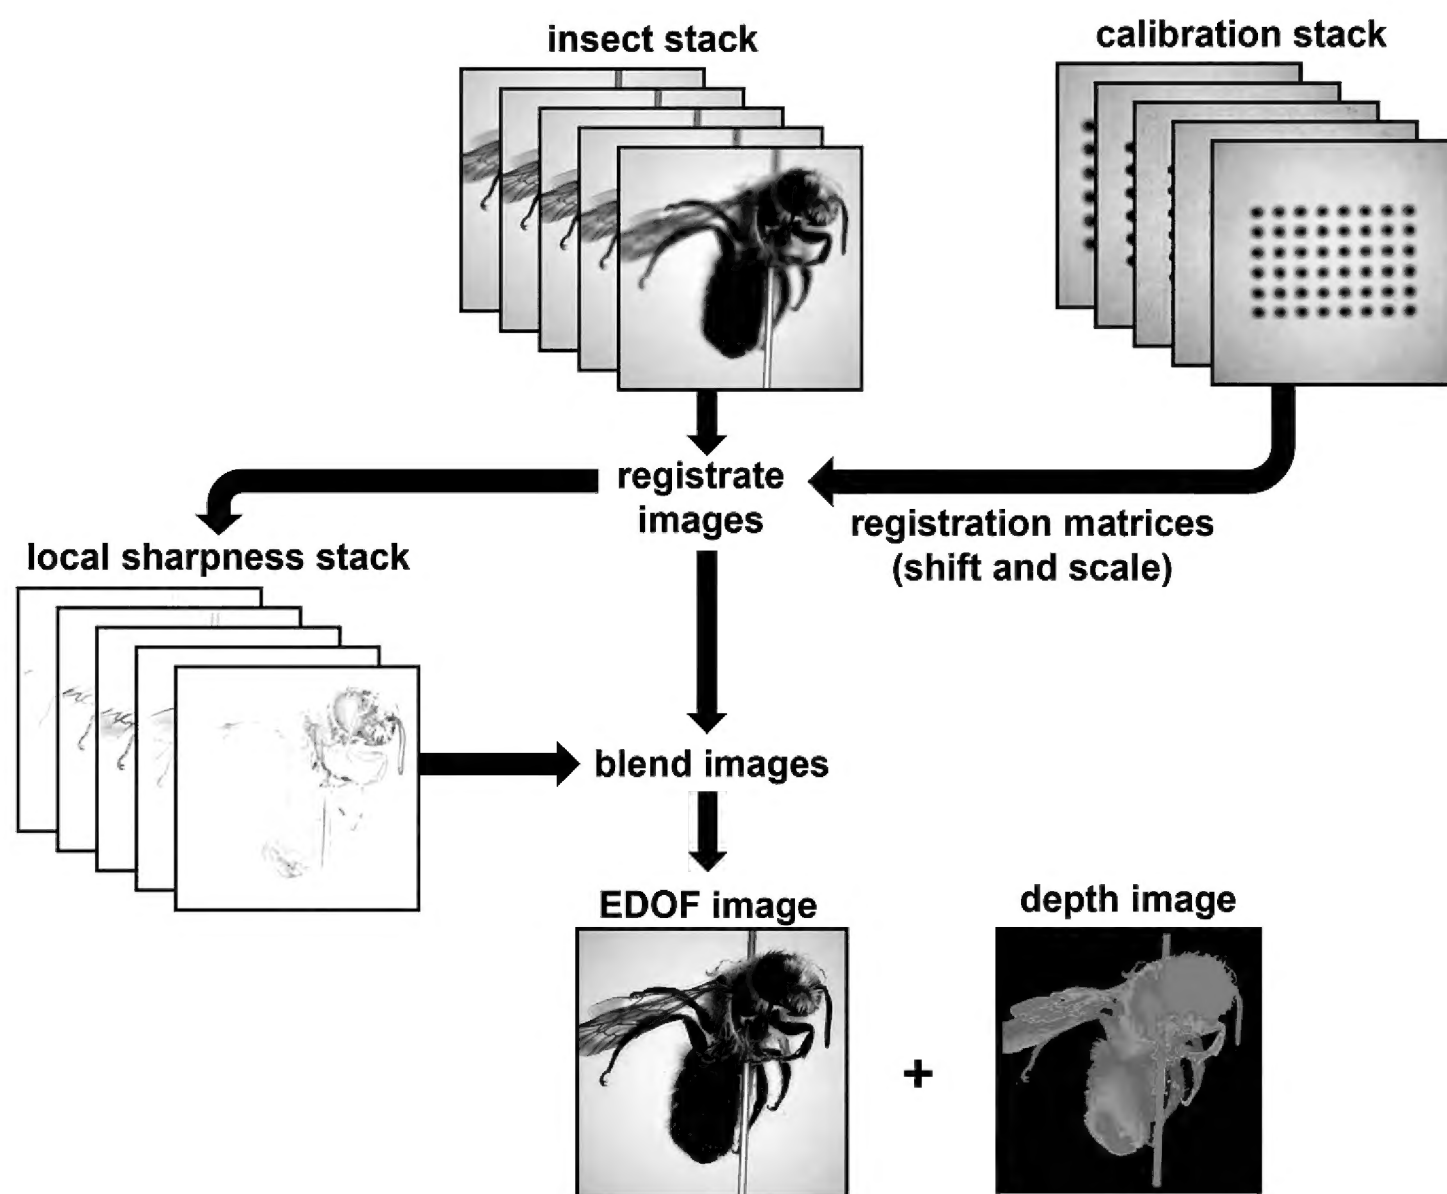 insect stack
calibration stack
registrate
images
registration matrices
(shift and scale)
local sharpness stack
blend images
EDOF image
depth image
+